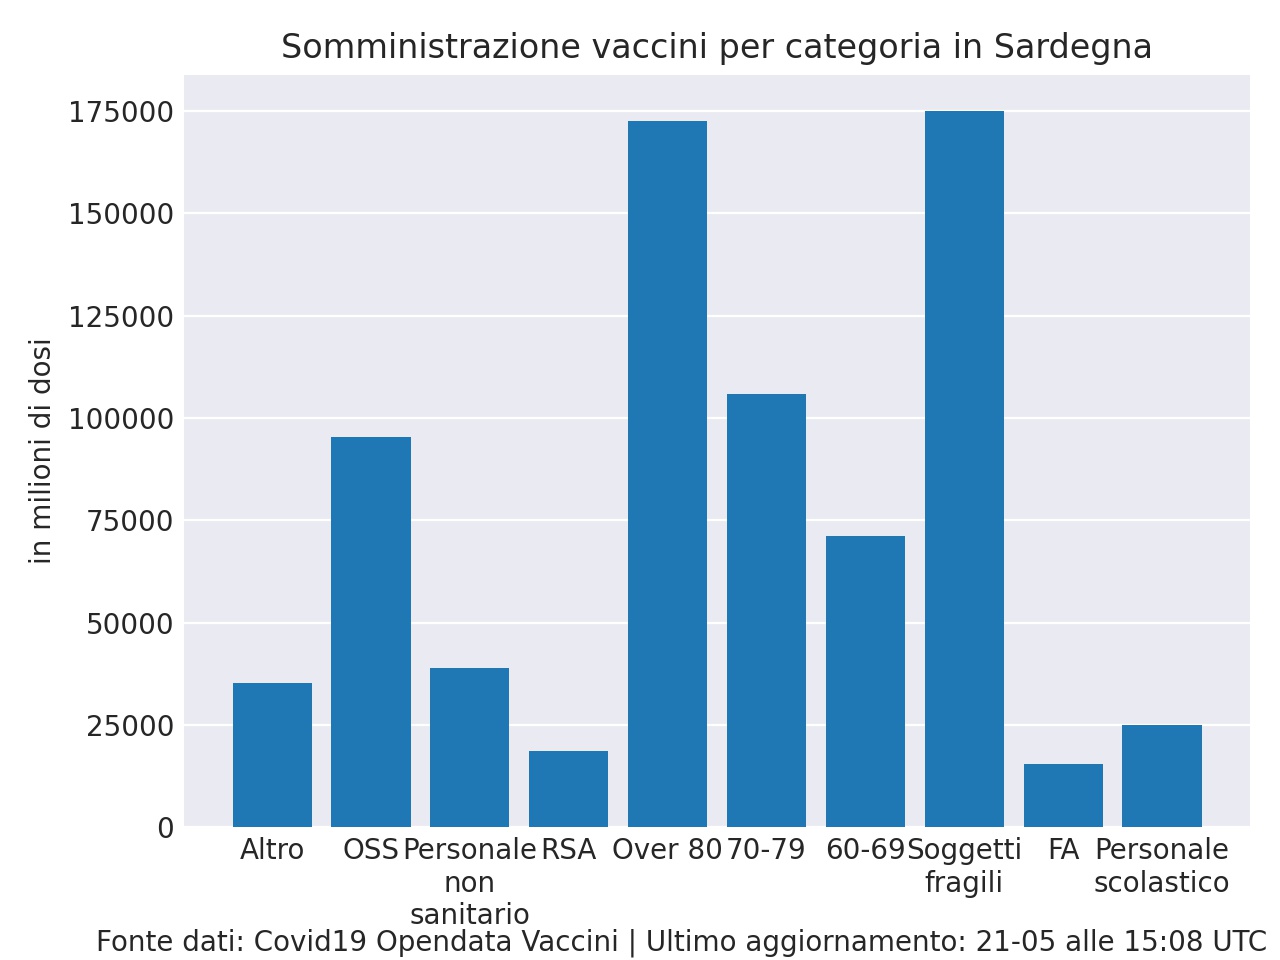 Somministrazione vaccini per categoria in Sardegna
in milioni di dosi
175000
150000
125000
100000
75000
50000
25000
0
Altro
OSS
Personale
non
sanitario
RSA
Over 80
70-79
60-69
Soggetti
fragili
FA
Personale
scolastico
Fonte dati: Covid19 Opendata Vaccini | Ultimo aggiornamento: 21-05 alle 15:08 UTC